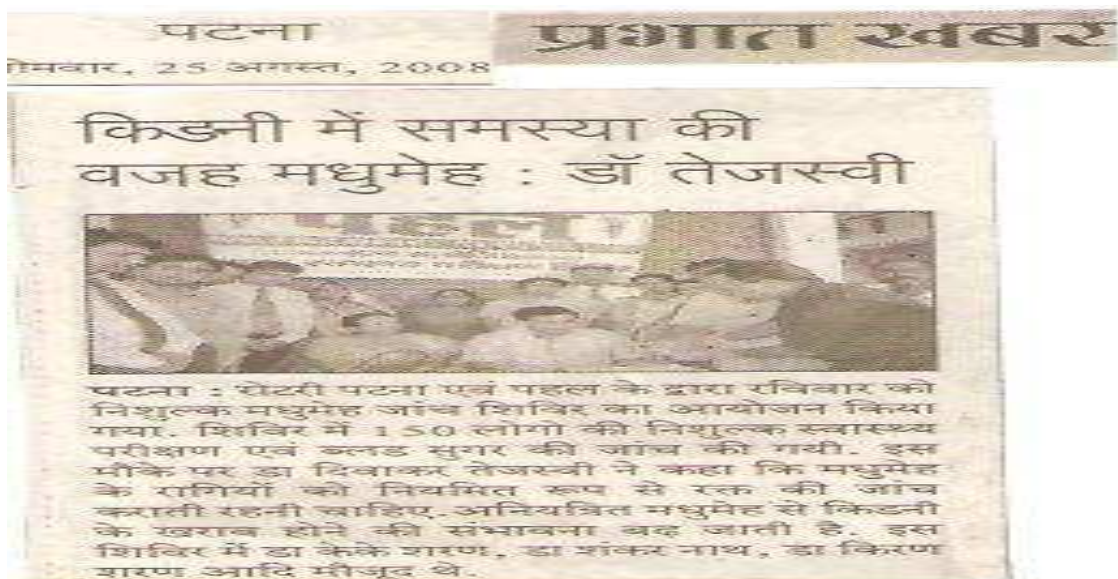 पटना
प्रभात खबर
सोमवार, 25 अगस्त, 2008
किडनी में समस्या की
वजह मधुमेह : डॉ तेजस्वी
पटना : रोटरी पटना एवं पहल के द्वारा रविवार को
निशुल्क मधुमेह जांच शिविर का आयोजन किया
गया. शिविर में 150 लोगों की निशुल्क स्वास्थ्य
परीक्षण एवं ब्लड सुगर की जांच की गयी. इस
मौके पर डा दिवाकर तेजस्वी ने कहा कि मधुमेह
के रोगियों को नियमित रूप से रक्त की जांच
कराती रहनी चाहिए. अनियंत्रित मधुमेह से किडनी
के खराब होने की संभावना बढ़ जाती है. इस
शिविर में डा केके शरण, डा शंकर नाथ, डा किरण
शरण आदि मौजूद थे.